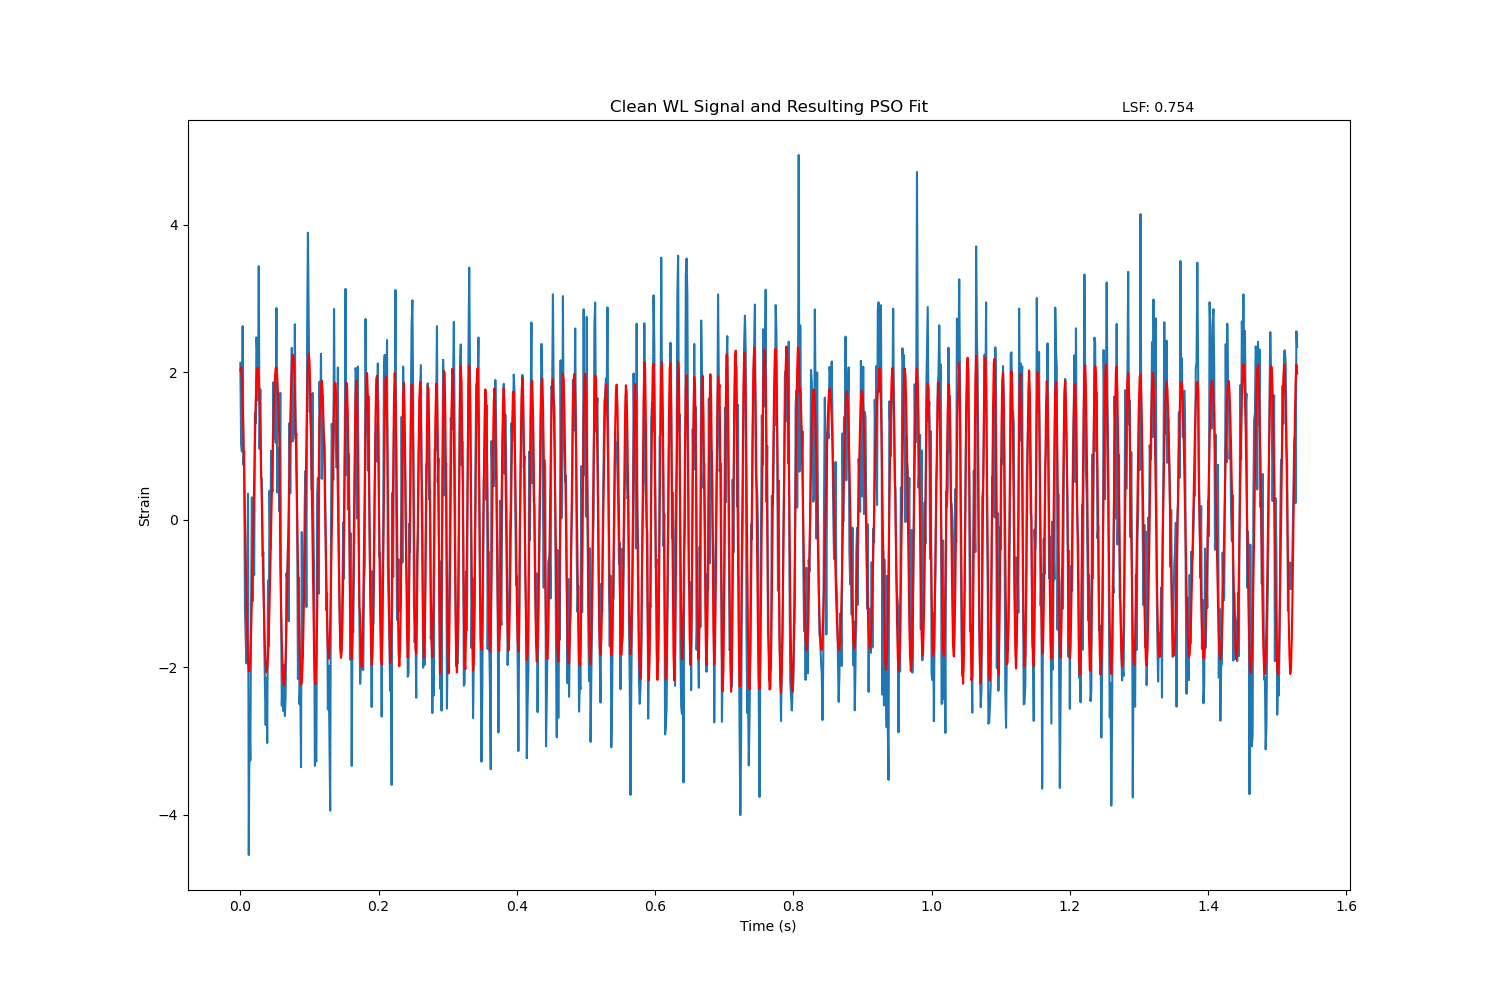 Clean WL Signal and Resulting PSO Fit
LSF: 0.754
4
2
0
−2
−4
Strain
0.0 0.2 0.4 0.6 0.8 1.0 1.2 1.4 1.6
Time (s)